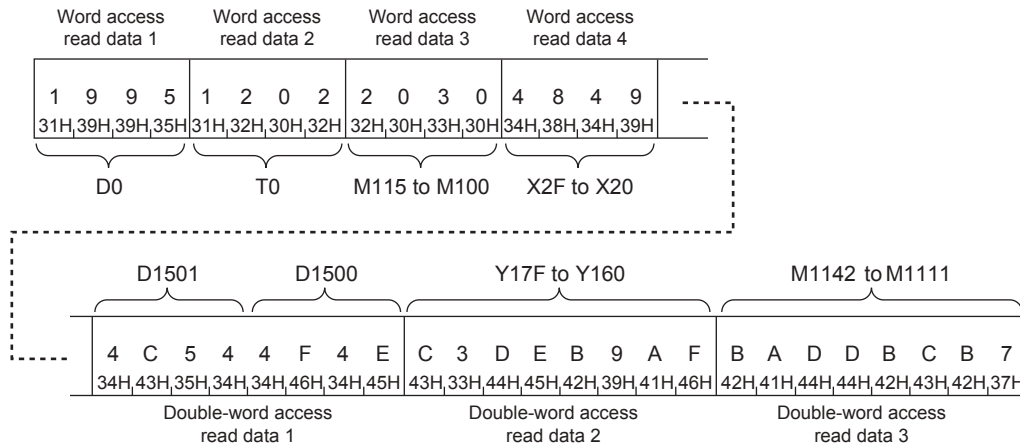 Word access Word access Word access Word access
read data 1 read data 2 read data 3 read data 4
1 9 9 5 1 2 0 2 2 0 3 0 4 8 4 9
31H 39H 39H 35H 31H 32H 30H 32H 32H 30H 33H 30H 34H 38H 34H 39H
D0 T0 M115 to M100 X2F to X20
D1501 D1500 Y17F to Y160 M1142 to M1111
4 C 5 4 4 F 4 E C 3 D E B 9 A F B A D D B C B 7
34H 43H 35H 34H 34H 46H 34H 45H 43H 33H 44H 45H 42H 39H 41H 46H 42H 41H 44H 44H 42H 43H 42H 37H
Double-word access Double-word access Double-word access
read data 1 read data 2 read data 3